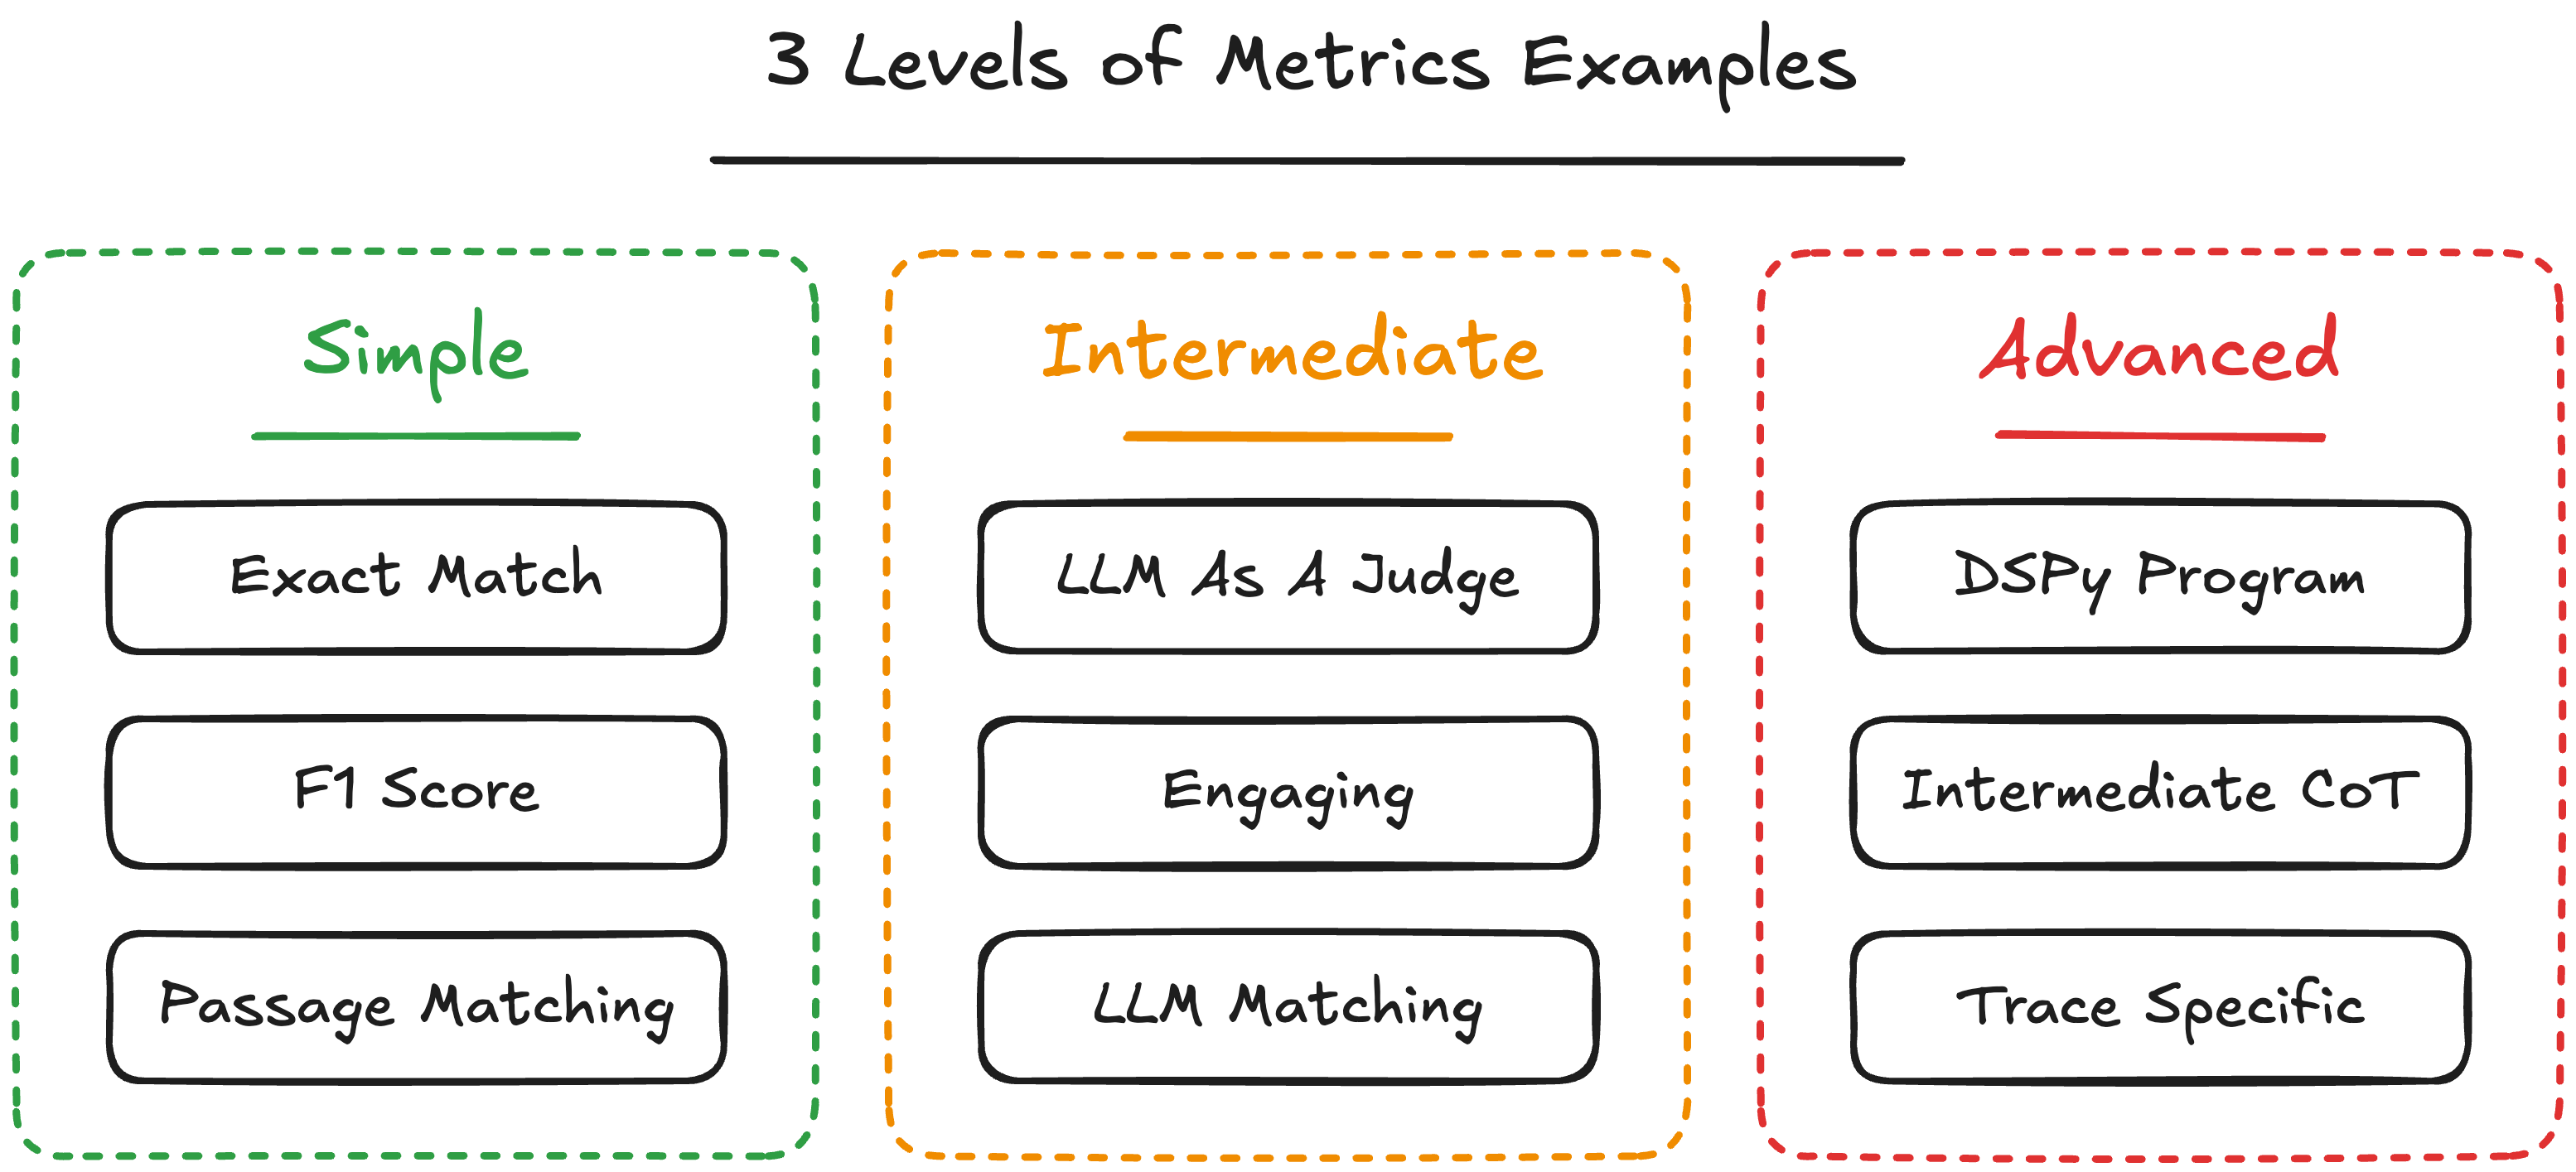 3 Levels of Metrics Examples
Simple
Exact Match
F1 Score
Passage Matching
Intermediate
LLM As A Judge
Engaging
LLM Matching
Advanced
DSPy Program
Intermediate CoT
Trace Specific